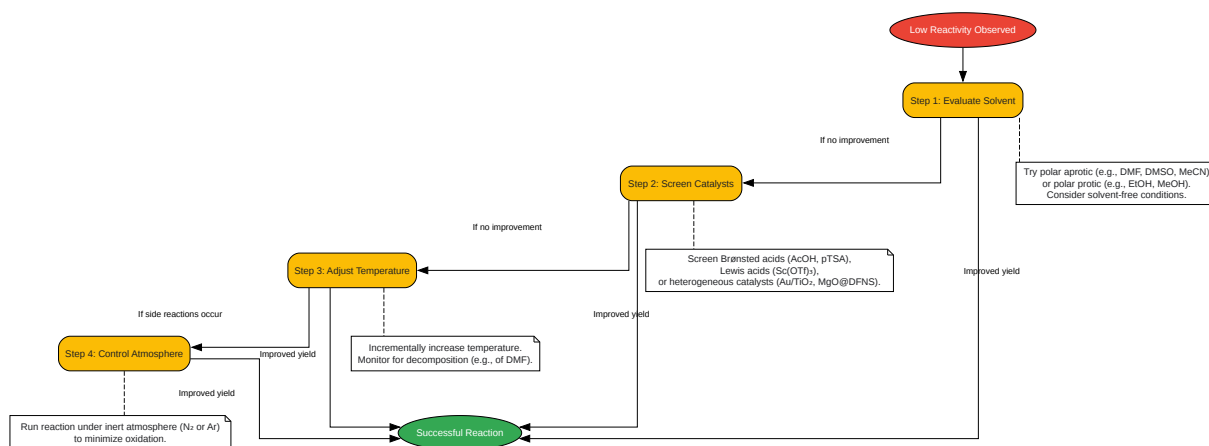 Low Reactivity Observed
Step 1: Evaluate Solvent
If no improvement
Try polar aprotic (e.g., DMF, DMSO, MeCN)
or polar protic (e.g., EtOH, MeOH).
Consider solvent-free conditions.
Step 2: Screen Catalysts
If no improvement
Screen Brønsted acids (AcOH, pTSA),
Lewis acids (Sc(OTf)₃),
or heterogeneous catalysts (Au/TiO₂, MgO@DFNS).
Improved yield
Step 3: Adjust Temperature
If side reactions occur
Improved yield
Incrementally increase temperature.
Monitor for decomposition (e.g., of DMF).
Step 4: Control Atmosphere
Improved yield
Improved yield
Run reaction under inert atmosphere (N₂ or Ar)
to minimize oxidation.
Successful Reaction